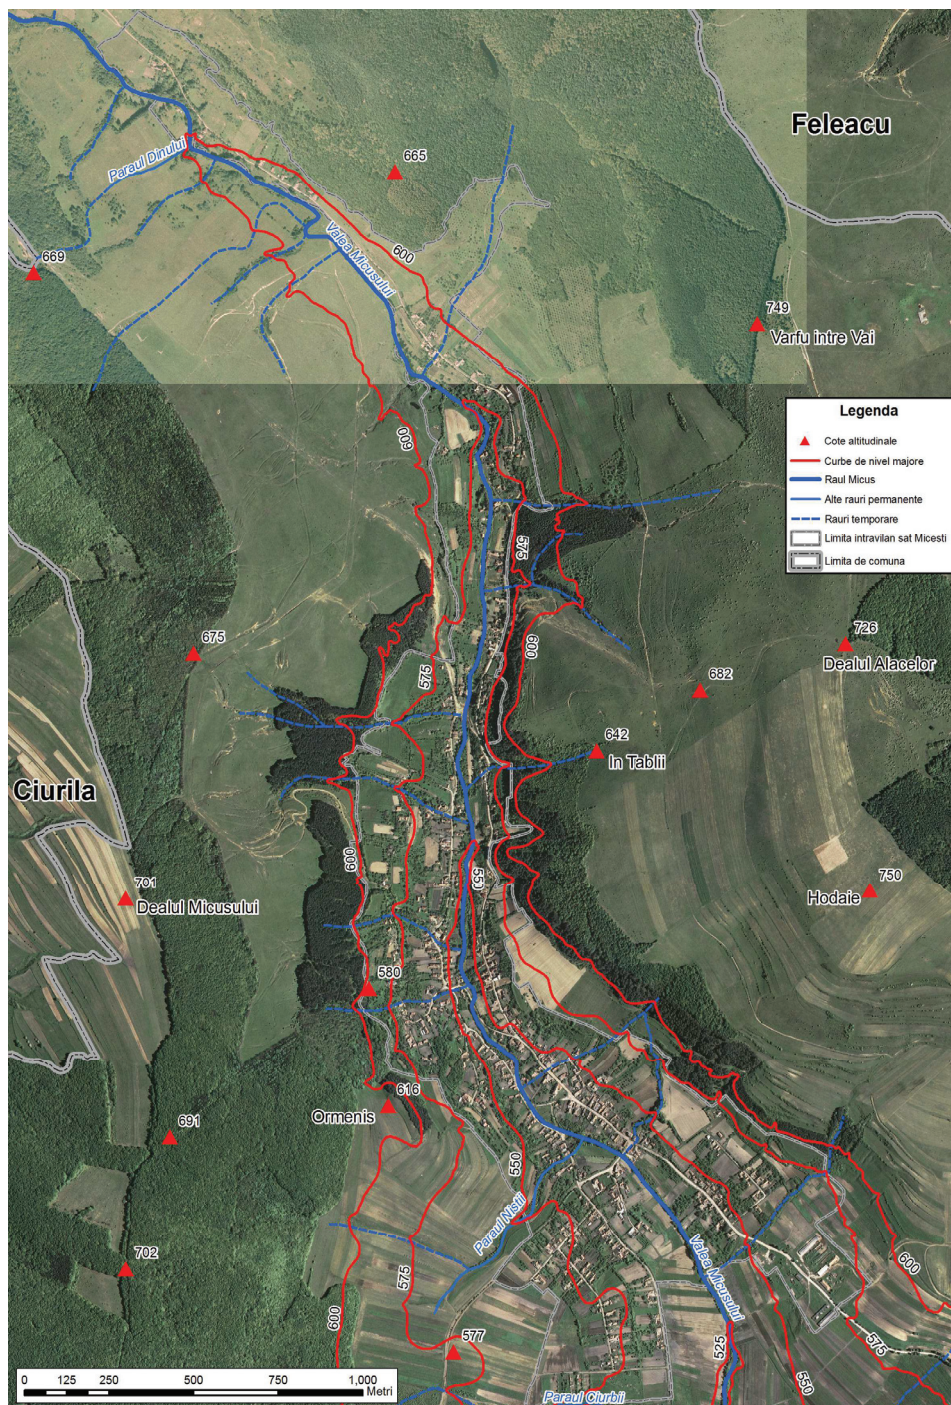 Feleacu
Paraul Dinului
665
600
Valea Micusului
669
749
Varfu intre Vai
Legenda
Cote altitudinale
Curbe de nivel majore
Raul Micus
Alte rauri permanente
Rauri temporare
Limita intravilan sat Micesti
Limita de comuna
600
575
600
675
726
Dealul Alacelor
575
682
642
In Tablii
Ciurila
600
550
701
Dealul Micusului
750
Hodaie
580
616
Ormenis
691
550
Paraul Nistii
702
Valea Micusului
600
575
600
577
525
575
550
Paraul Ciurbii
0 125 250 500 750 1,000
Metri